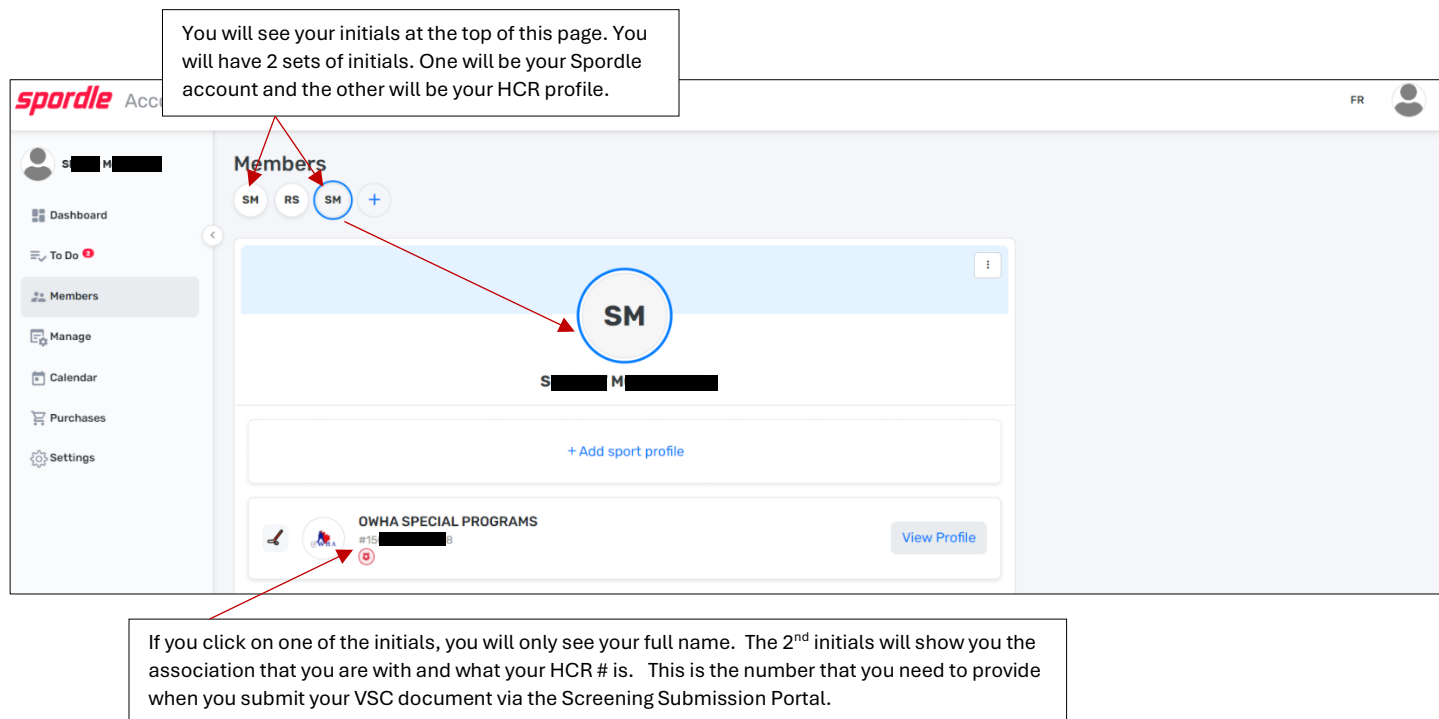 You will see your initials at the top of this page. You
will have 2 sets of initials. One will be your Spordle
account and the other will be your HCR profile.
spordle
FR
S M
Members
SM RS SM +
Dashboard
To Do 3
Members
Manage
Calendar
Purchases
Settings
SM
S M
+ Add sport profile
OWHA SPECIAL PROGRAMS
#15 8
View Profile
If you click on one of the initials, you will only see your full name. The 2nd initials will show you the
association that you are with and what your HCR # is. This is the number that you need to provide
when you submit your VSC document via the Screening Submission Portal.